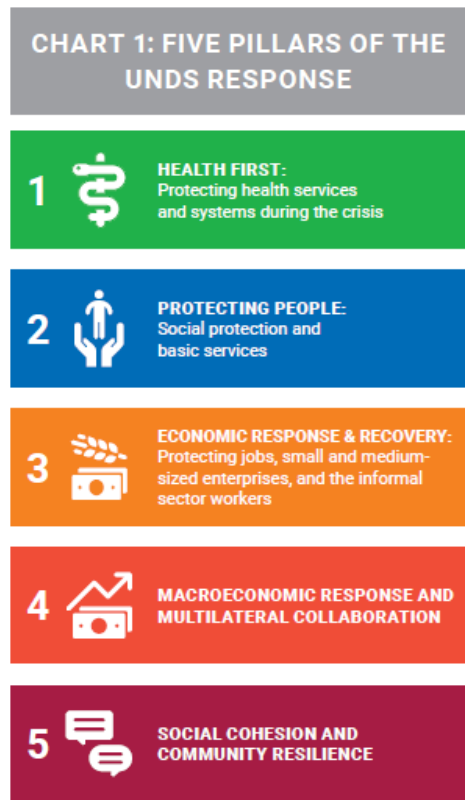 CHART 1: FIVE PILLARS OF THE
UNDS RESPONSE
1
HEALTH FIRST:
Protecting health services
and systems during the crisis
2
PROTECTING PEOPLE:
Social protection and
basic services
3
ECONOMIC RESPONSE & RECOVERY:
Protecting jobs, small and medium-
sized enterprises, and the informal
sector workers
4
MACROECONOMIC RESPONSE AND
MULTILATERAL COLLABORATION
5
SOCIAL COHESION AND
COMMUNITY RESILIENCE